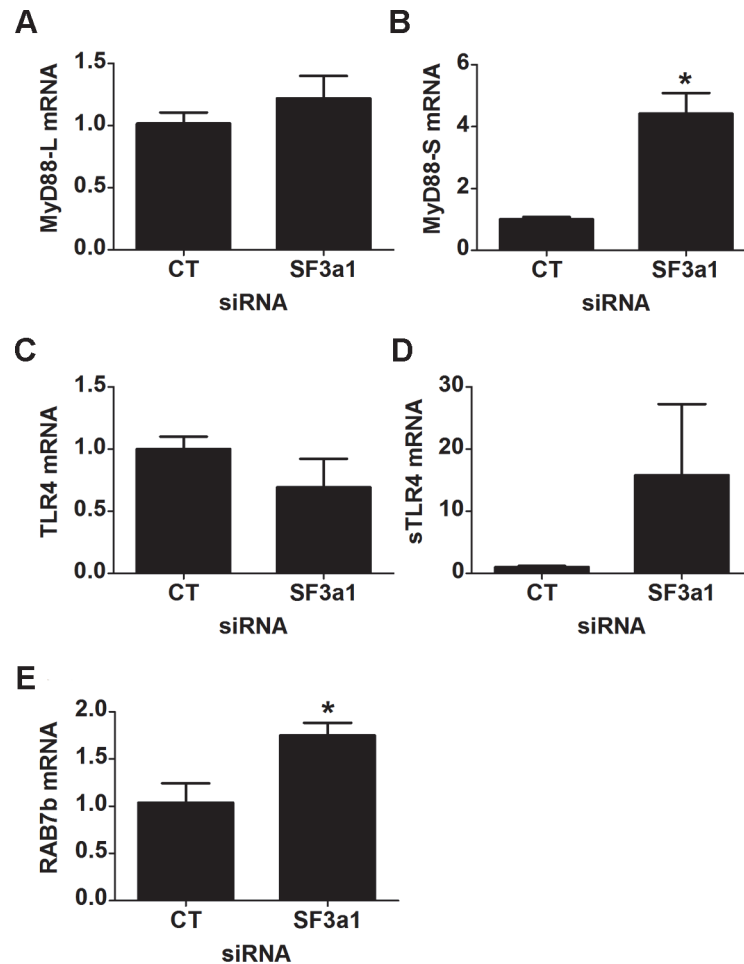 A
MyD88-L mRNA
1.5
1.0
0.5
0.0
CT
SF3a1
siRNA
B
MyD88-S mRNA
6
4
2
0
*
CT
SF3a1
siRNA
C
TLR4 mRNA
1.5
1.0
0.5
0.0
CT
SF3a1
siRNA
D
sTLR4 mRNA
30
20
10
0
CT
SF3a1
siRNA
E
RAB7b mRNA
2.0
1.5
1.0
0.5
0.0
*
CT
SF3a1
siRNA